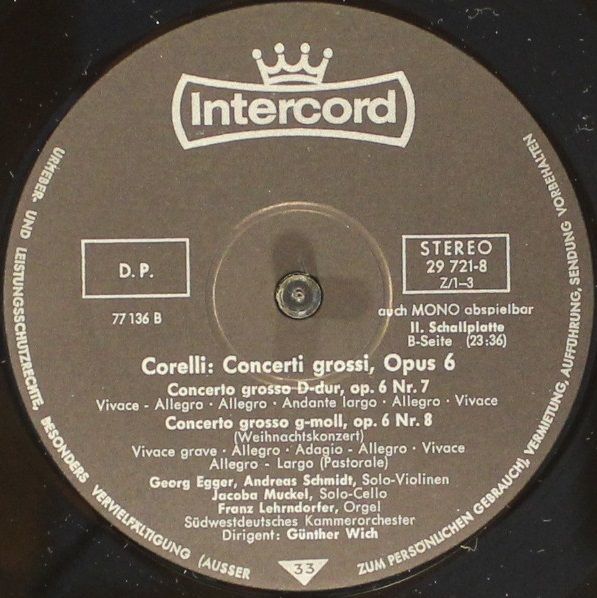 Intercord
D. P.
77 136 B
STEREO
29 721-8
Z/1–3
auch MONO abspielbar
II. Schallplatte
B-Seite (23:36)
Corelli: Concerti grossi, Opus 6
Concerto grosso D-dur, op. 6 Nr. 7
Vivace - Allegro · Allegro · Andante largo · Allegro · Vivace
Concerto grosso g-moll, op. 6 Nr. 8
(Weihnachtskonzert)
Vivace grave · Allegro · Adagio - Allegro · Vivace
Allegro - Largo (Pastorale)
Georg Egger, Andreas Schmidt, Solo-Violinen
Jacoba Muckel, Solo-Cello
Franz Lehrndorfer, Orgel
Südwestdeutsches Kammerorchester
Dirigent: Günther Wich
33
URHEBER- UND LEISTUNGSSCHUTZRECHTE, BESONDERS VERVIELFÄLTIGUNG (AUSSER ZUM PERSÖNLICHEN GEBRAUCH), VERMIETUNG, AUFFÜHRUNG, SENDUNG VORBEHALTEN